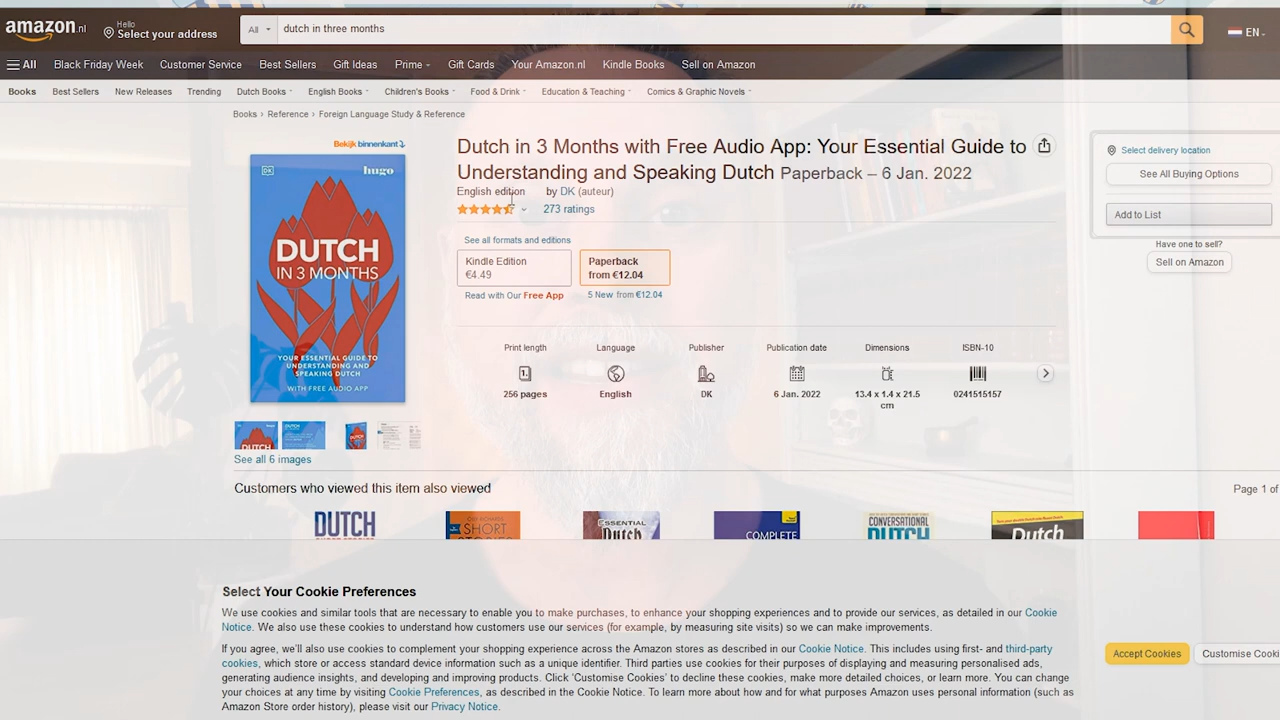 amazon.nl
Hello
Select your address
All
dutch in three months
EN
All
Black Friday Week
Customer Service
Best Sellers
Gift Ideas
Prime
Gift Cards
Your Amazon.nl
Kindle Books
Sell on Amazon
Books
Best Sellers
New Releases
Trending
Dutch Books
English Books
Children's Books
Food & Drink
Education & Teaching
Comics & Graphic Novels
Books › Reference › Foreign Language Study & Reference
Bekijk binnenkant
DK
hugo
DUTCH
IN 3 MONTHS
YOUR ESSENTIAL GUIDE TO
UNDERSTANDING AND
SPEAKING DUTCH
WITH FREE AUDIO APP
See all 6 images
Dutch in 3 Months with Free Audio App: Your Essential Guide to
Understanding and Speaking Dutch Paperback – 6 Jan. 2022
English edition by DK (auteur)
273 ratings
See all formats and editions
Kindle Edition
€4.49
Read with Our Free App
Paperback
from €12.04
5 New from €12.04
Print length
256 pages
Language
English
Publisher
DK
Publication date
6 Jan. 2022
Dimensions
13.4 x 1.4 x 21.5
cm
ISBN-10
0241515157
Select delivery location
See All Buying Options
Add to List
Have one to sell?
Sell on Amazon
Customers who viewed this item also viewed
Page 1 of
DUTCH
SHORT
ESSENTIAL
Dutch
COMPLETE
CONVERSATIONAL
DUTCH
Dutch
Select Your Cookie Preferences
We use cookies and similar tools that are necessary to enable you to make purchases, to enhance your shopping experiences and to provide our services, as detailed in our Cookie
Notice. We also use these cookies to understand how customers use our services (for example, by measuring site visits) so we can make improvements.
If you agree, we'll also use cookies to complement your shopping experience across the Amazon stores as described in our Cookie Notice. This includes using first- and third-party
cookies, which store or access standard device information such as a unique identifier. Third parties use cookies for their purposes of displaying and measuring personalised ads,
generating audience insights, and developing and improving products. Click 'Customise Cookies' to decline these cookies, make more detailed choices, or learn more. You can change
your choices at any time by visiting Cookie Preferences, as described in the Cookie Notice. To learn more about how and for what purposes Amazon uses personal information (such as
Amazon Store order history), please visit our Privacy Notice.
Accept Cookies
Customise Cooki